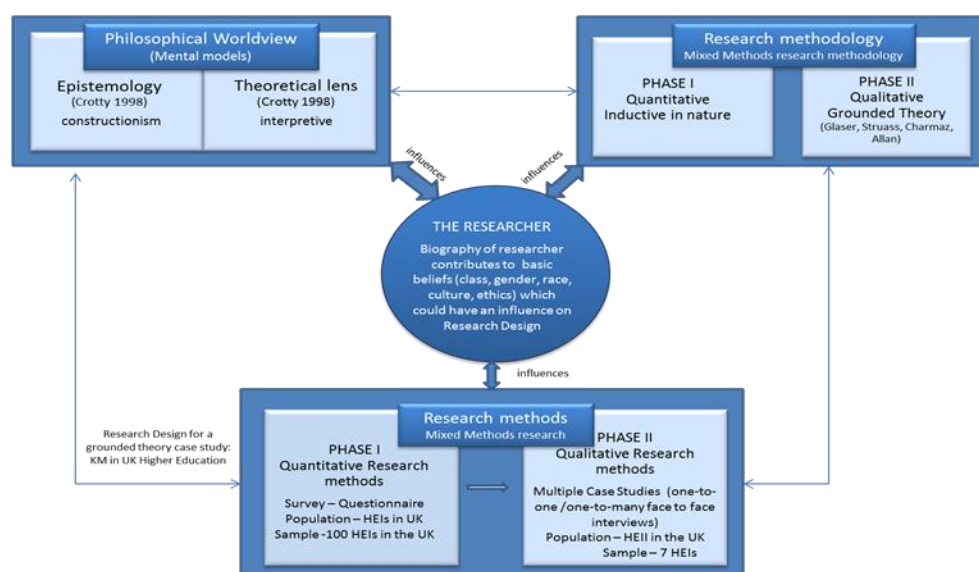 Philosophical Worldview
(Mental models)
Epistemology
(Crotty 1998)
constructionism
Theoretical lens
(Crotty 1998)
interpretive
Research methodology
Mixed Methods research methodology
PHASE I
Quantitative
Inductive in nature
PHASE II
Qualitative
Grounded Theory
(Glaser, Struass, Charmaz,
Allan)
influences
influences
THE RESEARCHER
Biography of researcher
contributes to basic
beliefs (class, gender, race,
culture, ethics) which
could have an influence on
Research Design
influences
Research Design for a
grounded theory case study:
KM in UK Higher Education
Research methods
Mixed Methods research
PHASE I
Quantitative Research
methods
Survey – Questionnaire
Population – HEIs in UK
Sample -100 HEIs in the UK
PHASE II
Qualitative Research
methods
Multiple Case Studies (one-to-
one /one-to-many face to face
interviews)
Population – HEII in the UK
Sample – 7 HEIs